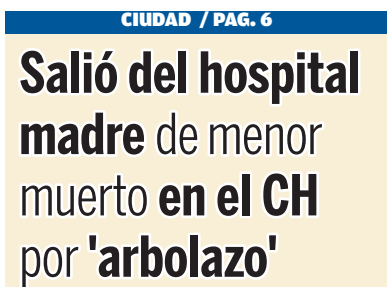 CIUDAD / PAG. 6
Salió del hospital
madre de menor
muerto en el CH
por 'arbolazo'